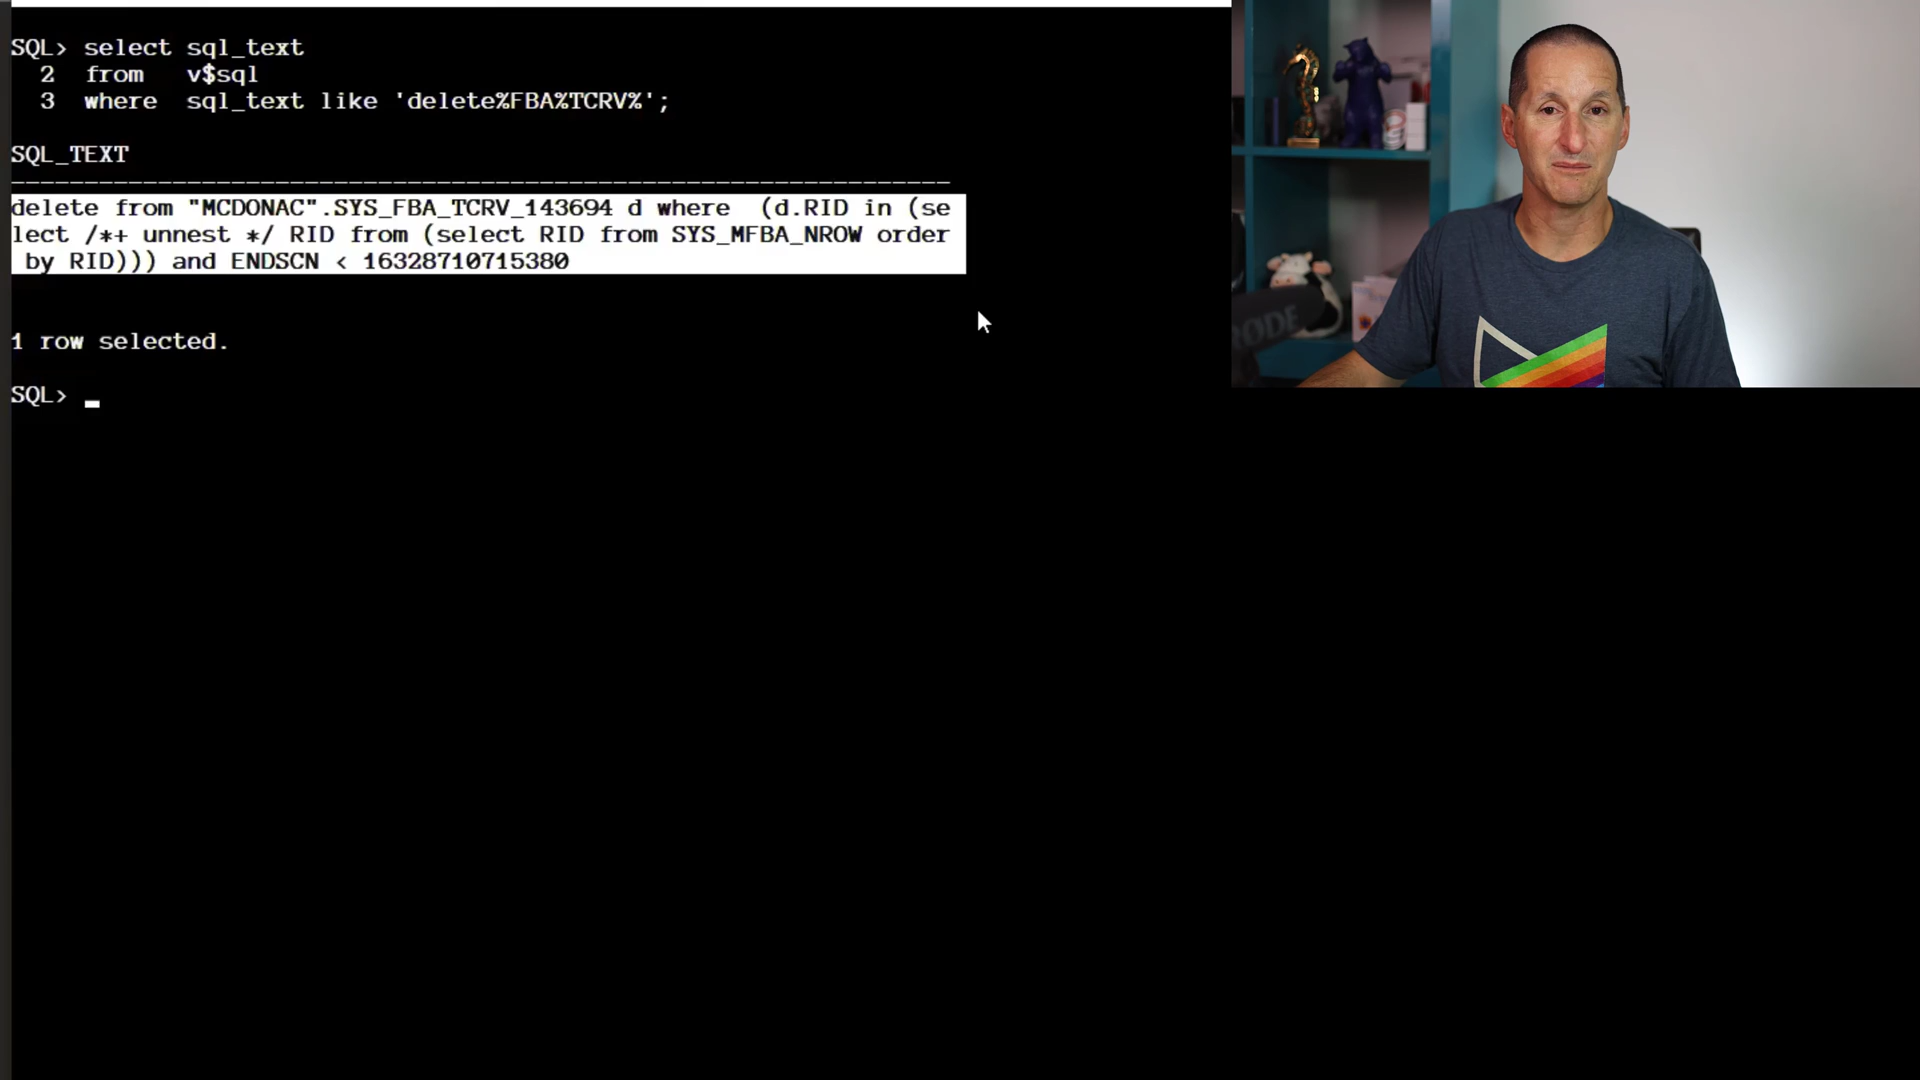 SQL> select sql_text
2 from v$sql
3 where sql_text like 'delete%FBA%TCRV%';
SQL_TEXT
--------------------------------------------------------------------------------
delete from "MCDONAC".SYS_FBA_TCRV_143694 d where (d.RID in (se
lect /*+ unnest */ RID from (select RID from SYS_MFBA_NROW order
by RID))) and ENDSCN < 16328710715380
1 row selected.
SQL> _
RODE